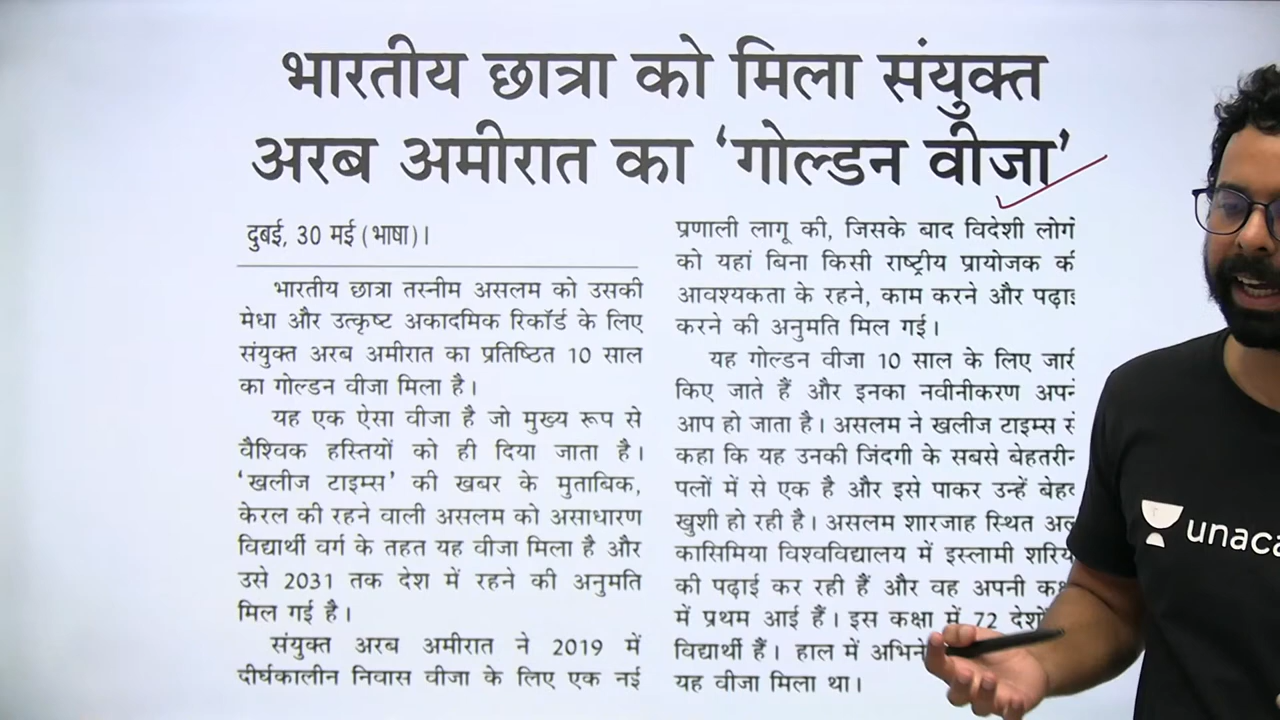 भारतीय छात्रा को मिला संयुक्त
अरब अमीरात का ‘गोल्डन वीजा’
दुबई, 30 मई (भाषा)।
भारतीय छात्रा तस्नीम असलम को उसकी
मेधा और उत्कृष्ट अकादमिक रिकॉर्ड के लिए
संयुक्त अरब अमीरात का प्रतिष्ठित 10 साल
का गोल्डन वीजा मिला है।
यह एक ऐसा वीजा है जो मुख्य रूप से
वैश्विक हस्तियों को ही दिया जाता है।
‘खलीज टाइम्स’ की खबर के मुताबिक,
केरल की रहने वाली असलम को असाधारण
विद्यार्थी वर्ग के तहत यह वीजा मिला है और
उसे 2031 तक देश में रहने की अनुमति
मिल गई है।
संयुक्त अरब अमीरात ने 2019 में
दीर्घकालीन निवास वीजा के लिए एक नई
प्रणाली लागू की, जिसके बाद विदेशी
को यहां बिना किसी राष्ट्रीय प्रायोजक
आवश्यकता के रहने, काम करने और
करने की अनुमति मिल गई।
यह गोल्डन वीजा 10 साल के लिए
किए जाते हैं और इनका नवीनीकरण
आप हो जाता है। असलम ने खलीज टाइम्स
कहा कि यह उनकी जिंदगी के सबसे
पलों में से एक है और इसे पाकर उन्हें
खुशी हो रही है। असलम शारजाह स्थित
कासिमिया विश्वविद्यालय में इस्लामी
की पढ़ाई कर रही हैं और वह अपनी
में प्रथम आई हैं। इस कक्षा में 72
विद्यार्थी हैं। हाल में
यह वीजा मिला था।